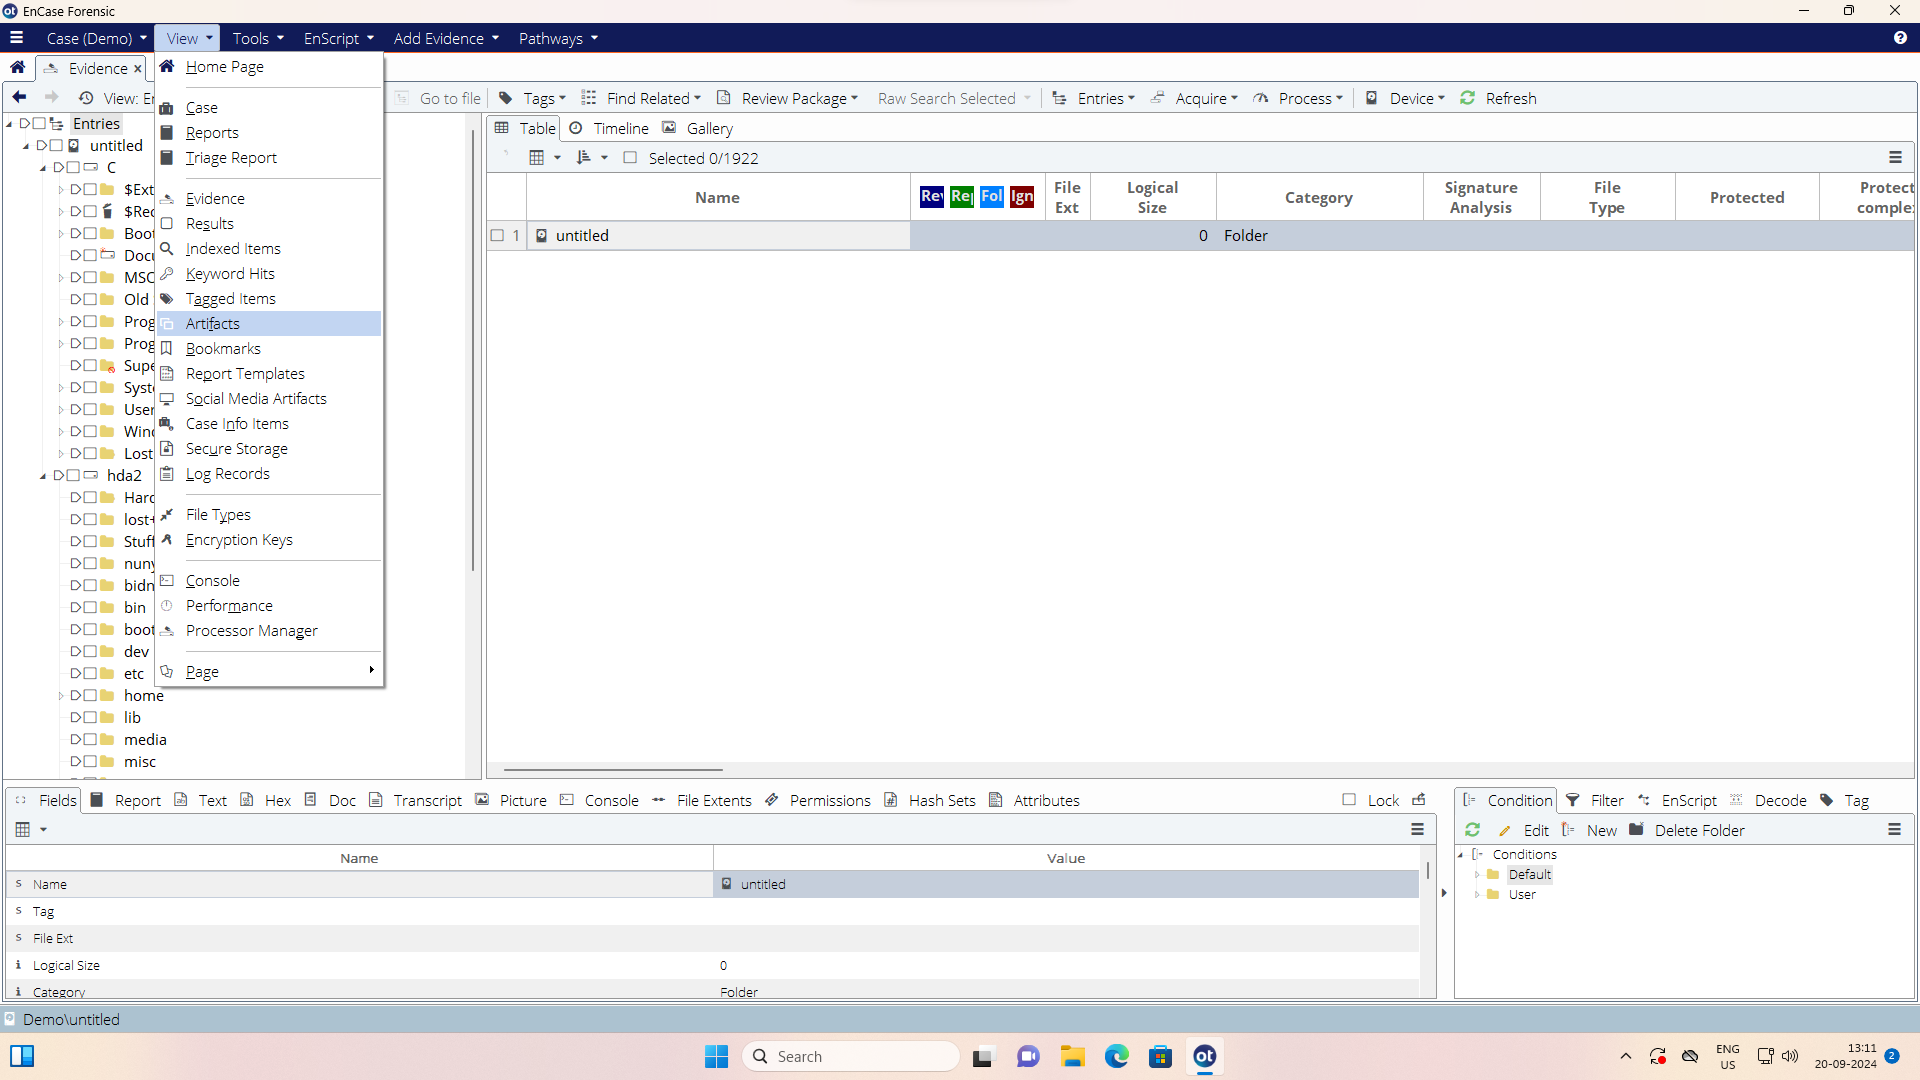 EnCase Forensic
Case (Demo) View Tools EnScript Add Evidence Pathways
Evidence
View: Go to file Tags Find Related Review Package Raw Search Selected Entries Acquire Process Device Refresh
Home Page
Case
Reports
Triage Report
Evidence
Results
Indexed Items
Keyword Hits
Tagged Items
Artifacts
Bookmarks
Report Templates
Social Media Artifacts
Case Info Items
Secure Storage
Log Records
File Types
Encryption Keys
Console
Performance
Processor Manager
Page
Entries
untitled
C
$Ext
$Rec
Boot
Docu
MSO
Old
Prog
Prog
Supe
Syst
User
Wind
Lost
hda2
Hard
lost+
Stuff
nuny
bidn
bin
boot
dev
etc
home
lib
media
misc
Table Timeline Gallery
Selected 0/1922
Name Rev Rep Fol Ign File Ext Logical Size Category Signature Analysis File Type Protected Protect comple
1 untitled 0 Folder
Fields Report Text Hex Doc Transcript Picture Console File Extents Permissions Hash Sets Attributes Lock
Name Value
S Name untitled
S Tag
S File Ext
i Logical Size 0
i Category Folder
Condition Filter EnScript Decode Tag
Edit New Delete Folder
Conditions
Default
User
Demo\untitled
Search
ot
ENG
US
13:11
20-09-2024
2